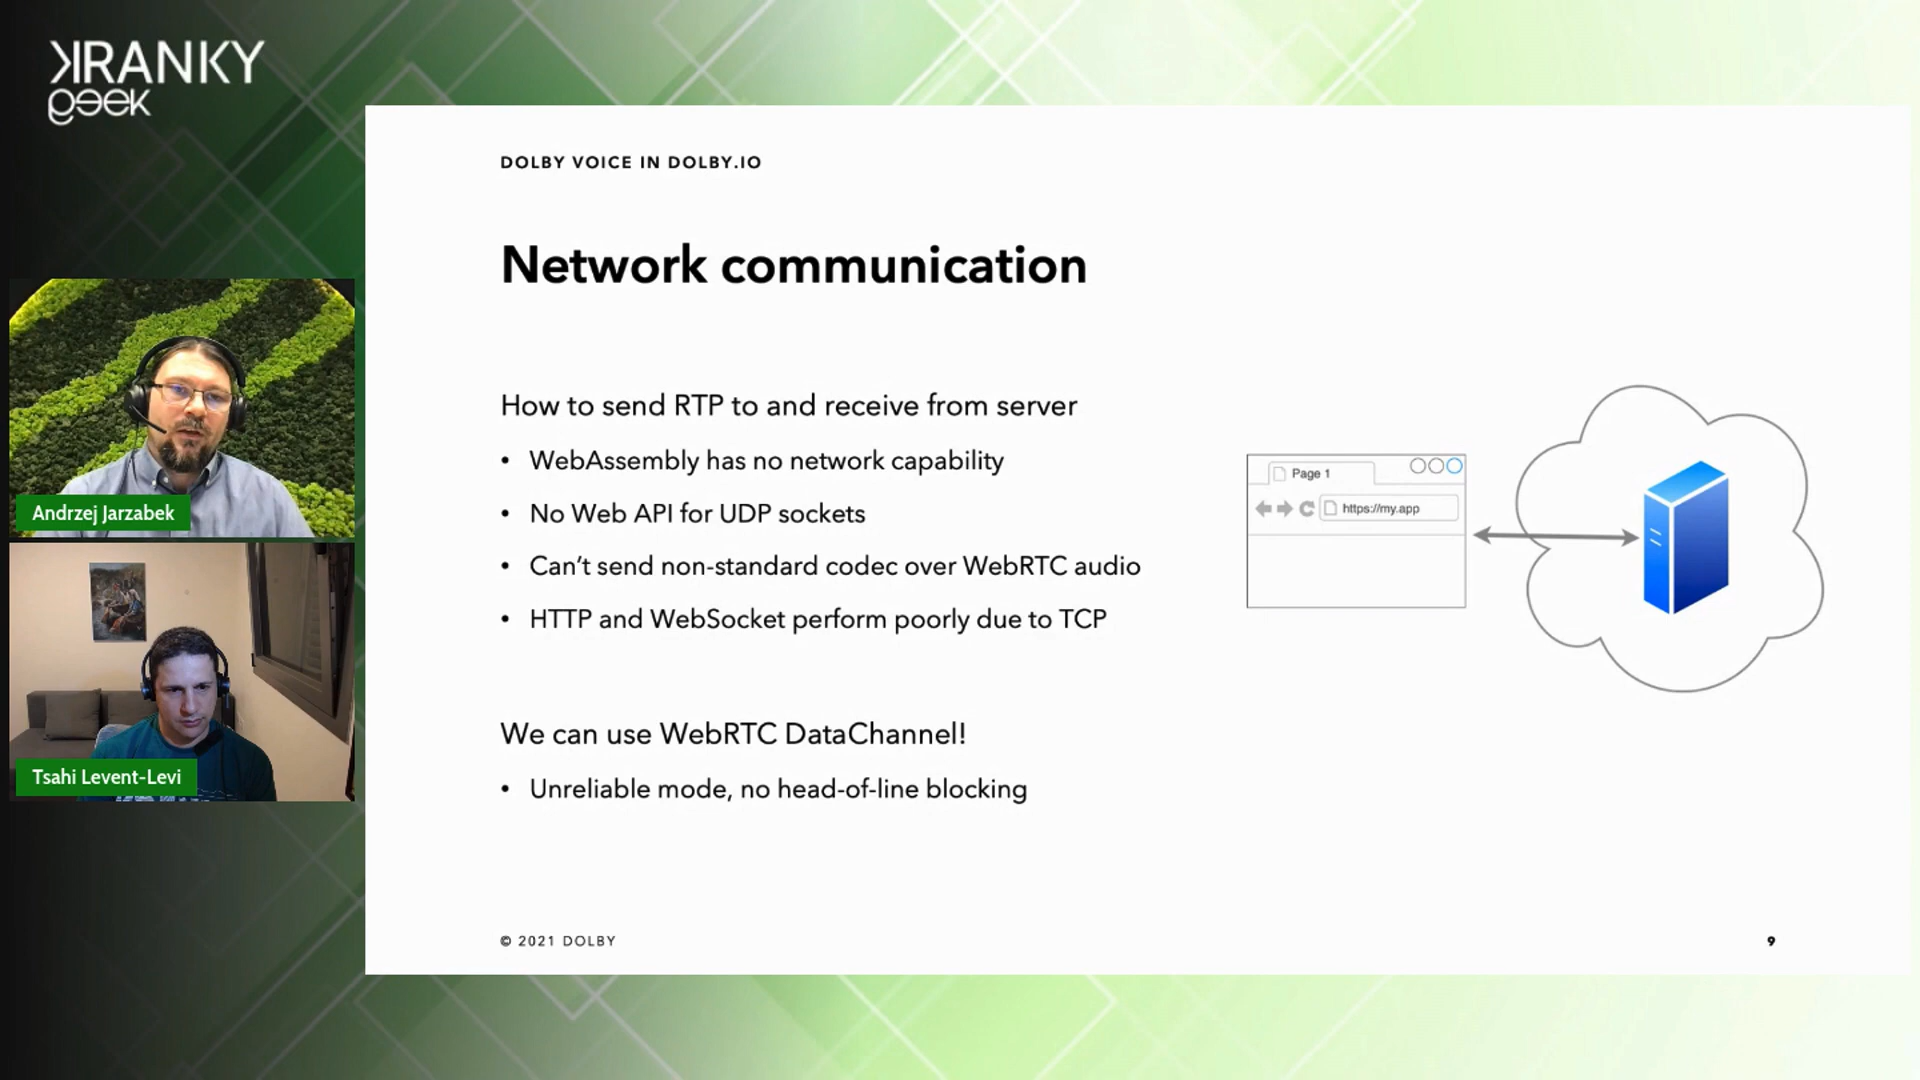 KRANKY
geek
DOLBY VOICE IN DOLBY.IO
Network communication
How to send RTP to and receive from server
• WebAssembly has no network capability
• No Web API for UDP sockets
• Can’t send non-standard codec over WebRTC audio
• HTTP and WebSocket perform poorly due to TCP
We can use WebRTC DataChannel!
• Unreliable mode, no head-of-line blocking
Page 1
https://my.app
Andrzej Jarzabek
Tsahi Levent-Levi
© 2021 DOLBY
9